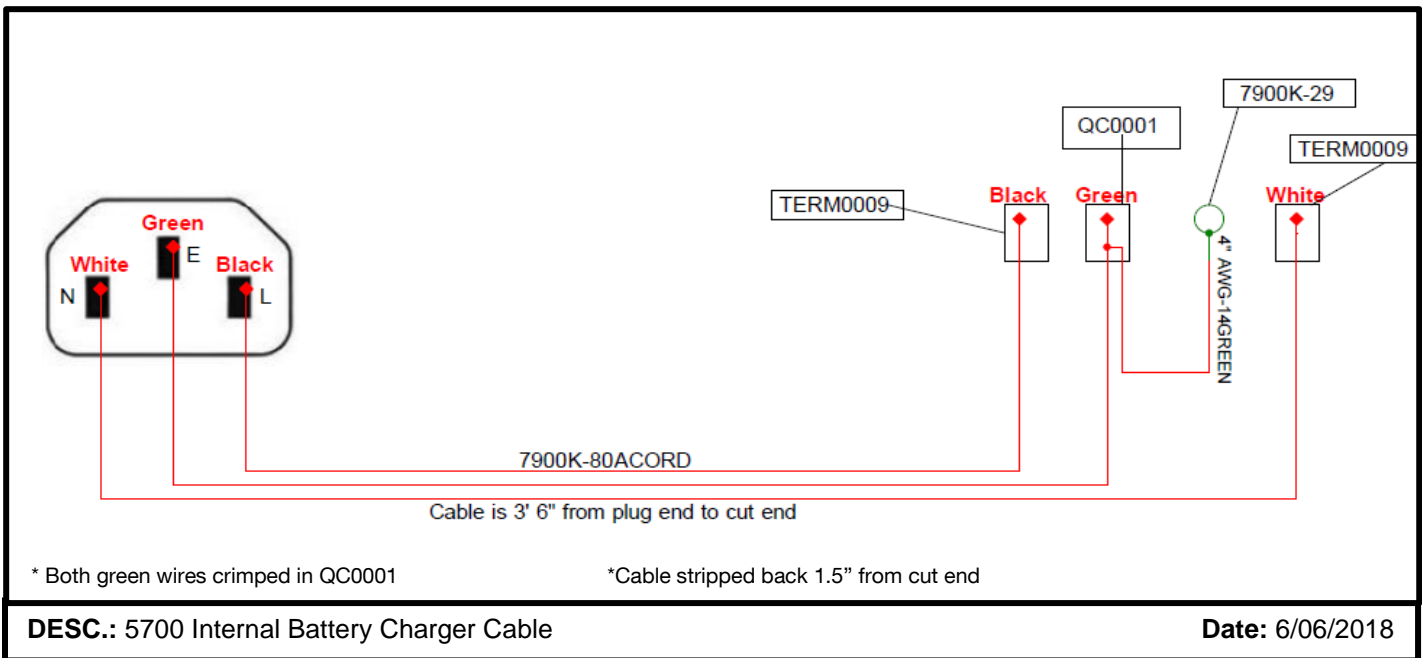 7900K-29
QC0001
TERM0009
TERM0009
Black
Green
White
Green
E
White
Black
N
L
4" AWG-14GREEN
7900K-80ACORD
Cable is 3' 6" from plug end to cut end
* Both green wires crimped in QC0001
*Cable stripped back 1.5” from cut end
DESC.: 5700 Internal Battery Charger Cable
Date: 6/06/2018